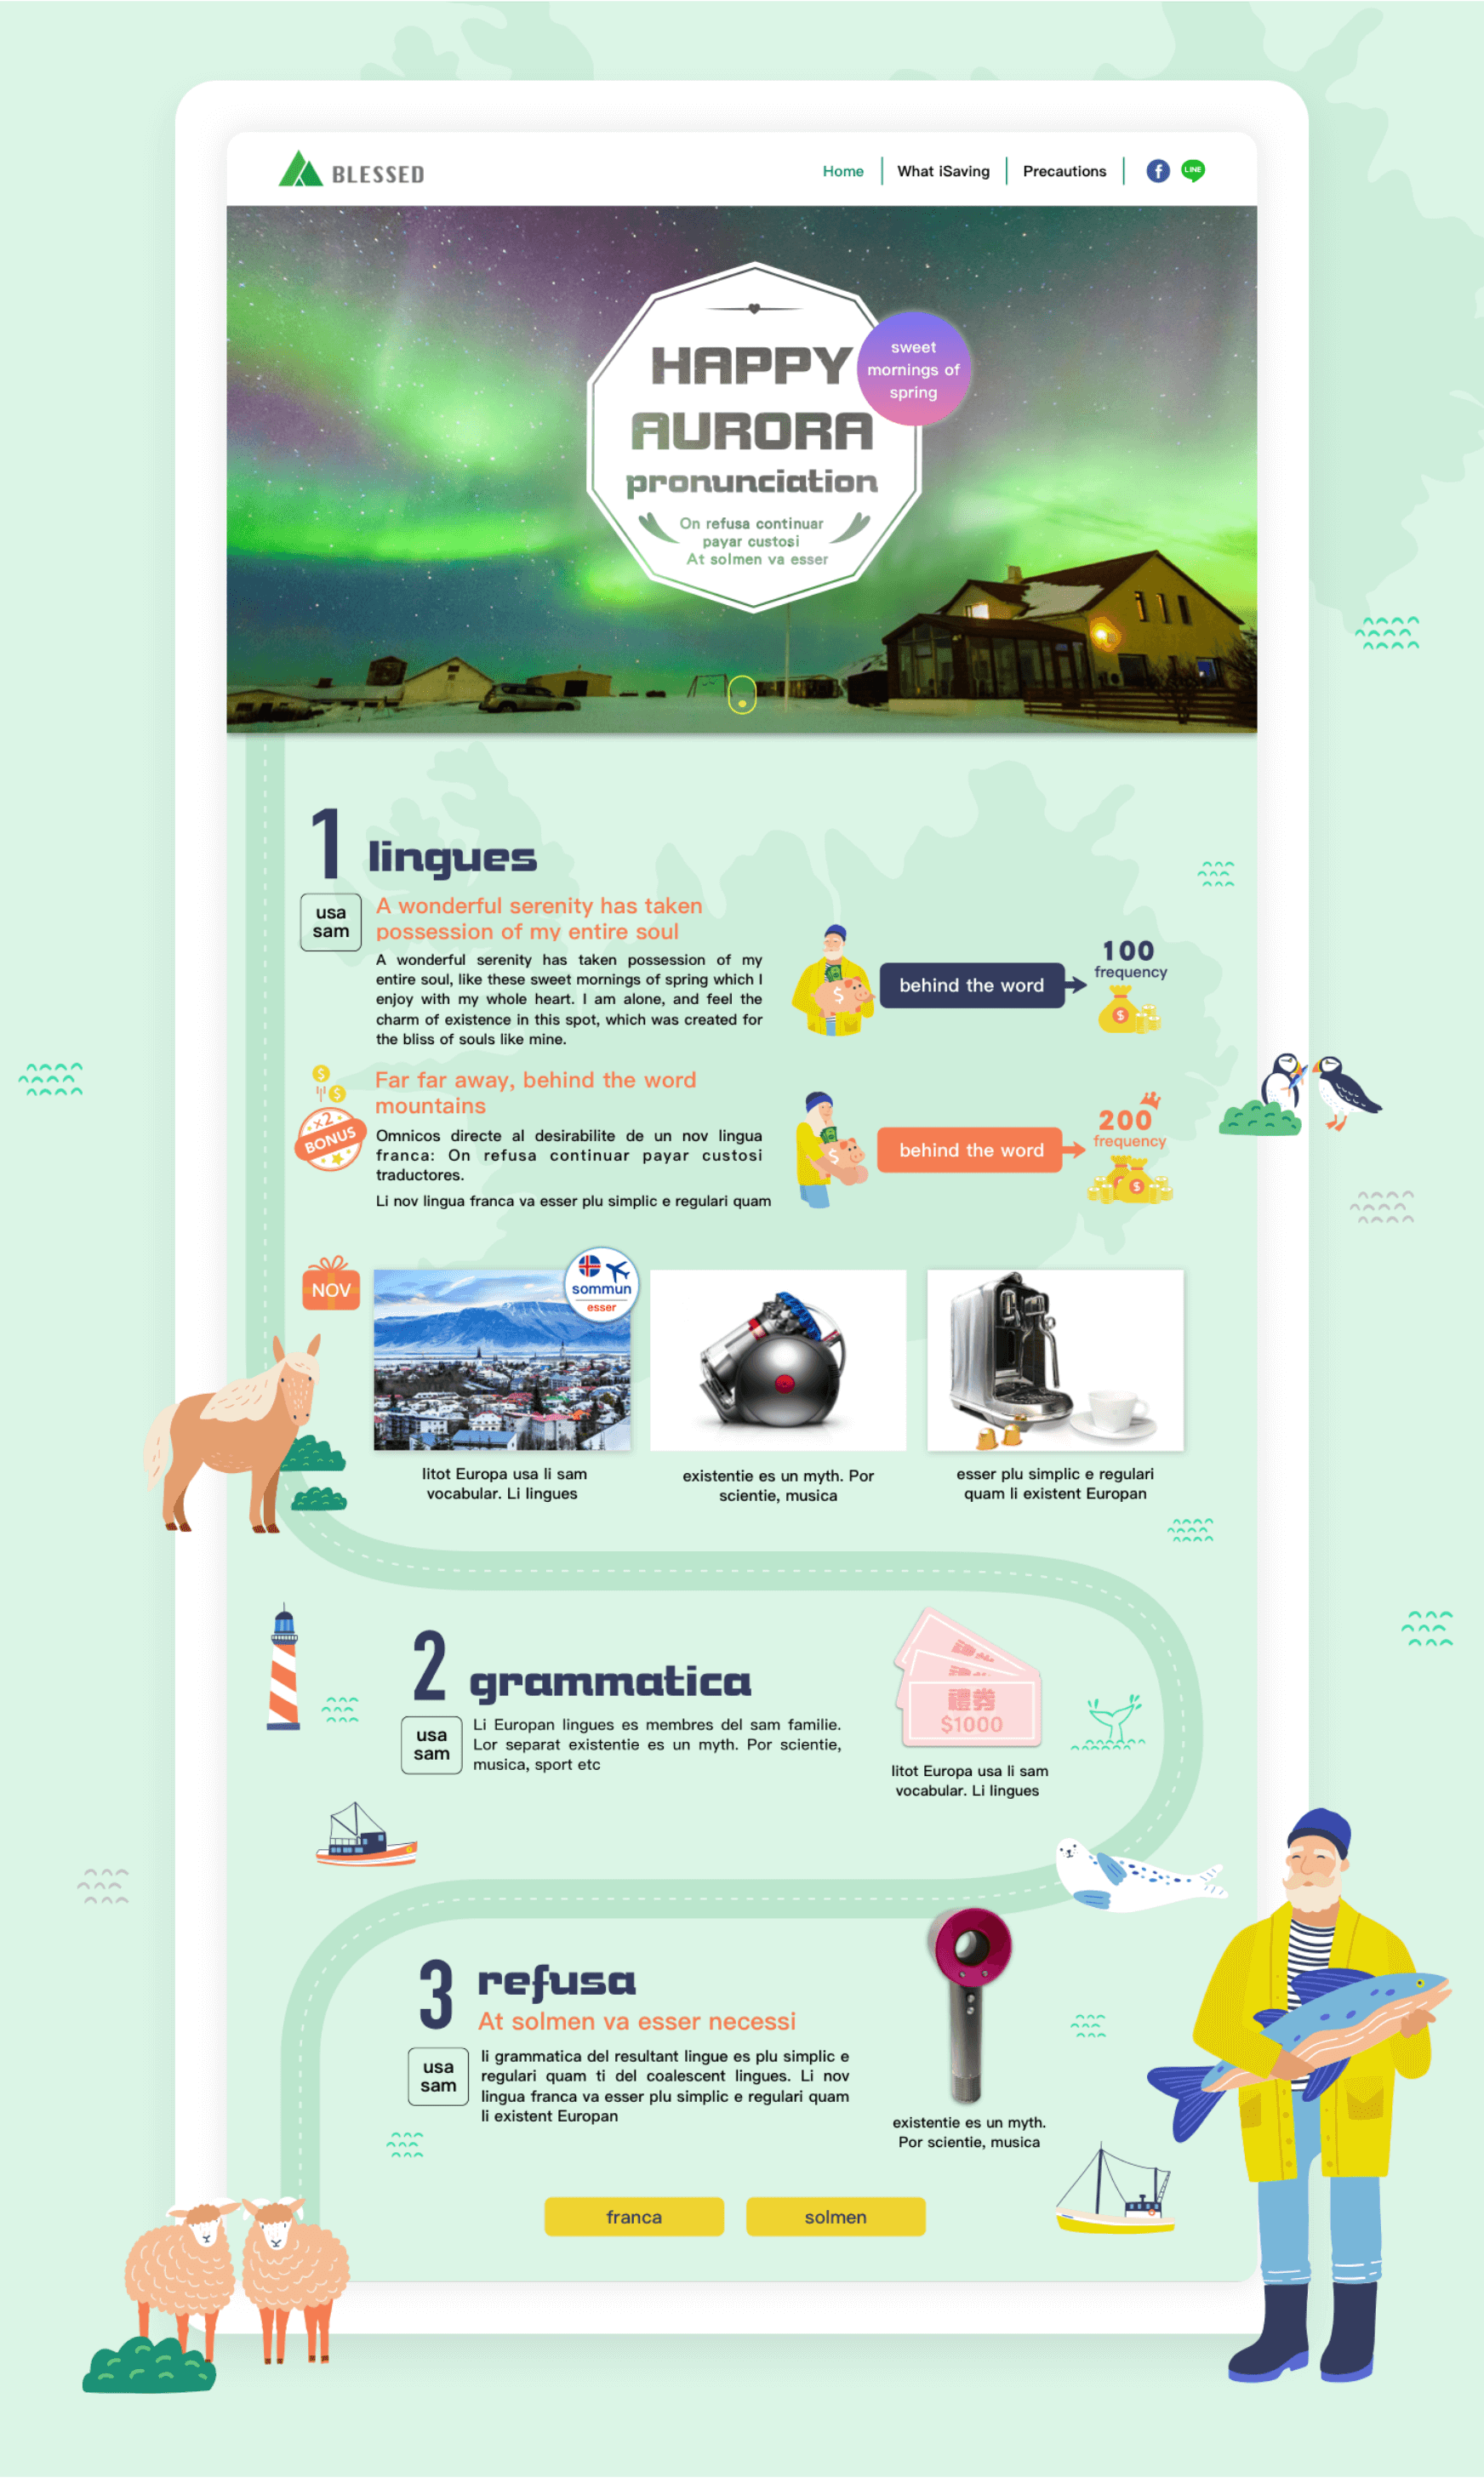 BLESSED
Home
What iSaving
Precautions
f
LINE
HAPPY
AURORA
pronunciation
On refusa continuar
payar custosi
At solmen va esser
sweet
mornings of
spring
1 lingues
usa
sam
A wonderful serenity has taken
possession of my entire soul
A wonderful serenity has taken possession of my
entire soul, like these sweet mornings of spring which I
enjoy with my whole heart. I am alone, and feel the
charm of existence in this spot, which was created for
the bliss of souls like mine.
$
behind the word
100
frequency
$
$
$
x2
BONUS
Far far away, behind the word
mountains
Omnicos directe al desirabilite de un nov lingua
franca: On refusa continuar payar custosi
traductores.
Li nov lingua franca va esser plu simplic e regulari quam
$
behind the word
200
frequency
$
NOV
sommun
esser
litot Europa usa li sam
vocabular. Li lingues
existentie es un myth. Por
scientie, musica
esser plu simplic e regulari
quam li existent Europan
2 grammatica
usa
sam
Li Europan lingues es membres del sam familie.
Lor separat existentie es un myth. Por scientie,
musica, sport etc
禮券
$1000
litot Europa usa li sam
vocabular. Li lingues
3 refusa
At solmen va esser necessi
usa
sam
li grammatica del resultant lingue es plu simplic e
regulari quam ti del coalescent lingues. Li nov
lingua franca va esser plu simplic e regulari quam
li existent Europan
existentie es un myth.
Por scientie, musica
franca
solmen